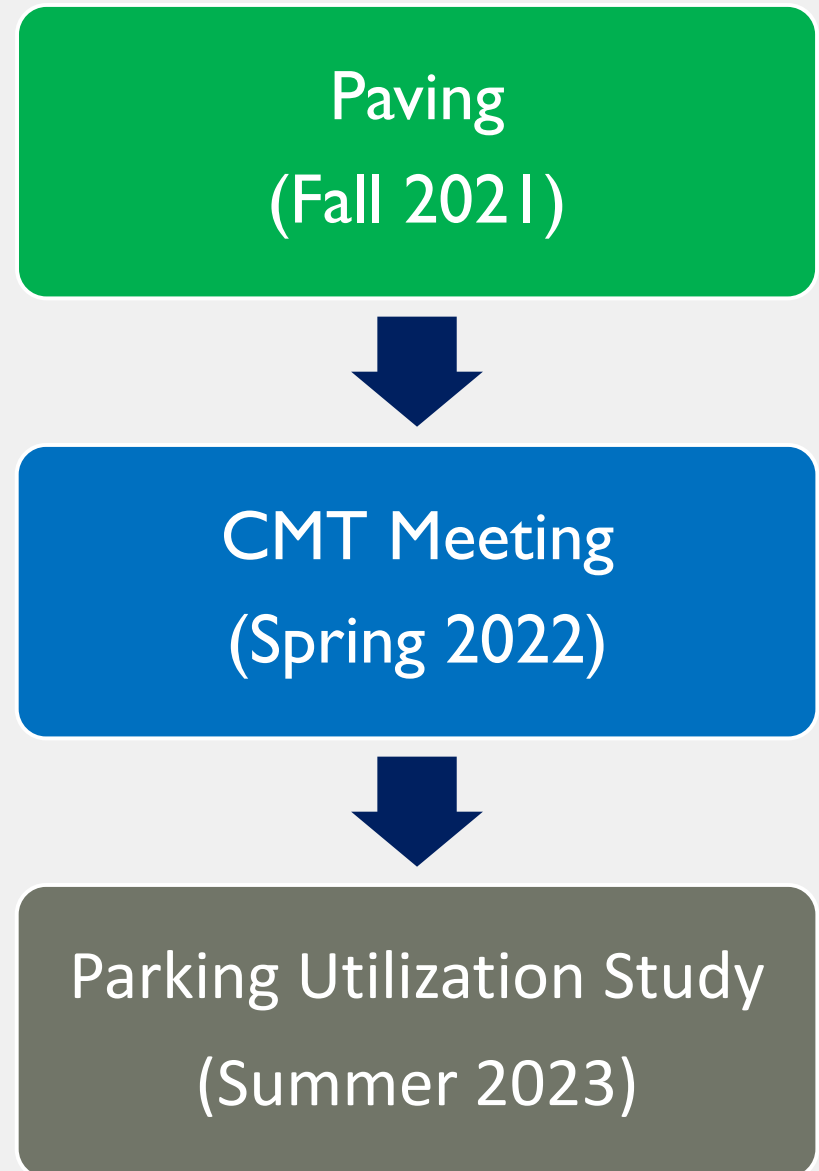 Paving
(Fall 2021)
CMT Meeting
(Spring 2022)
Parking Utilization Study
(Summer 2023)